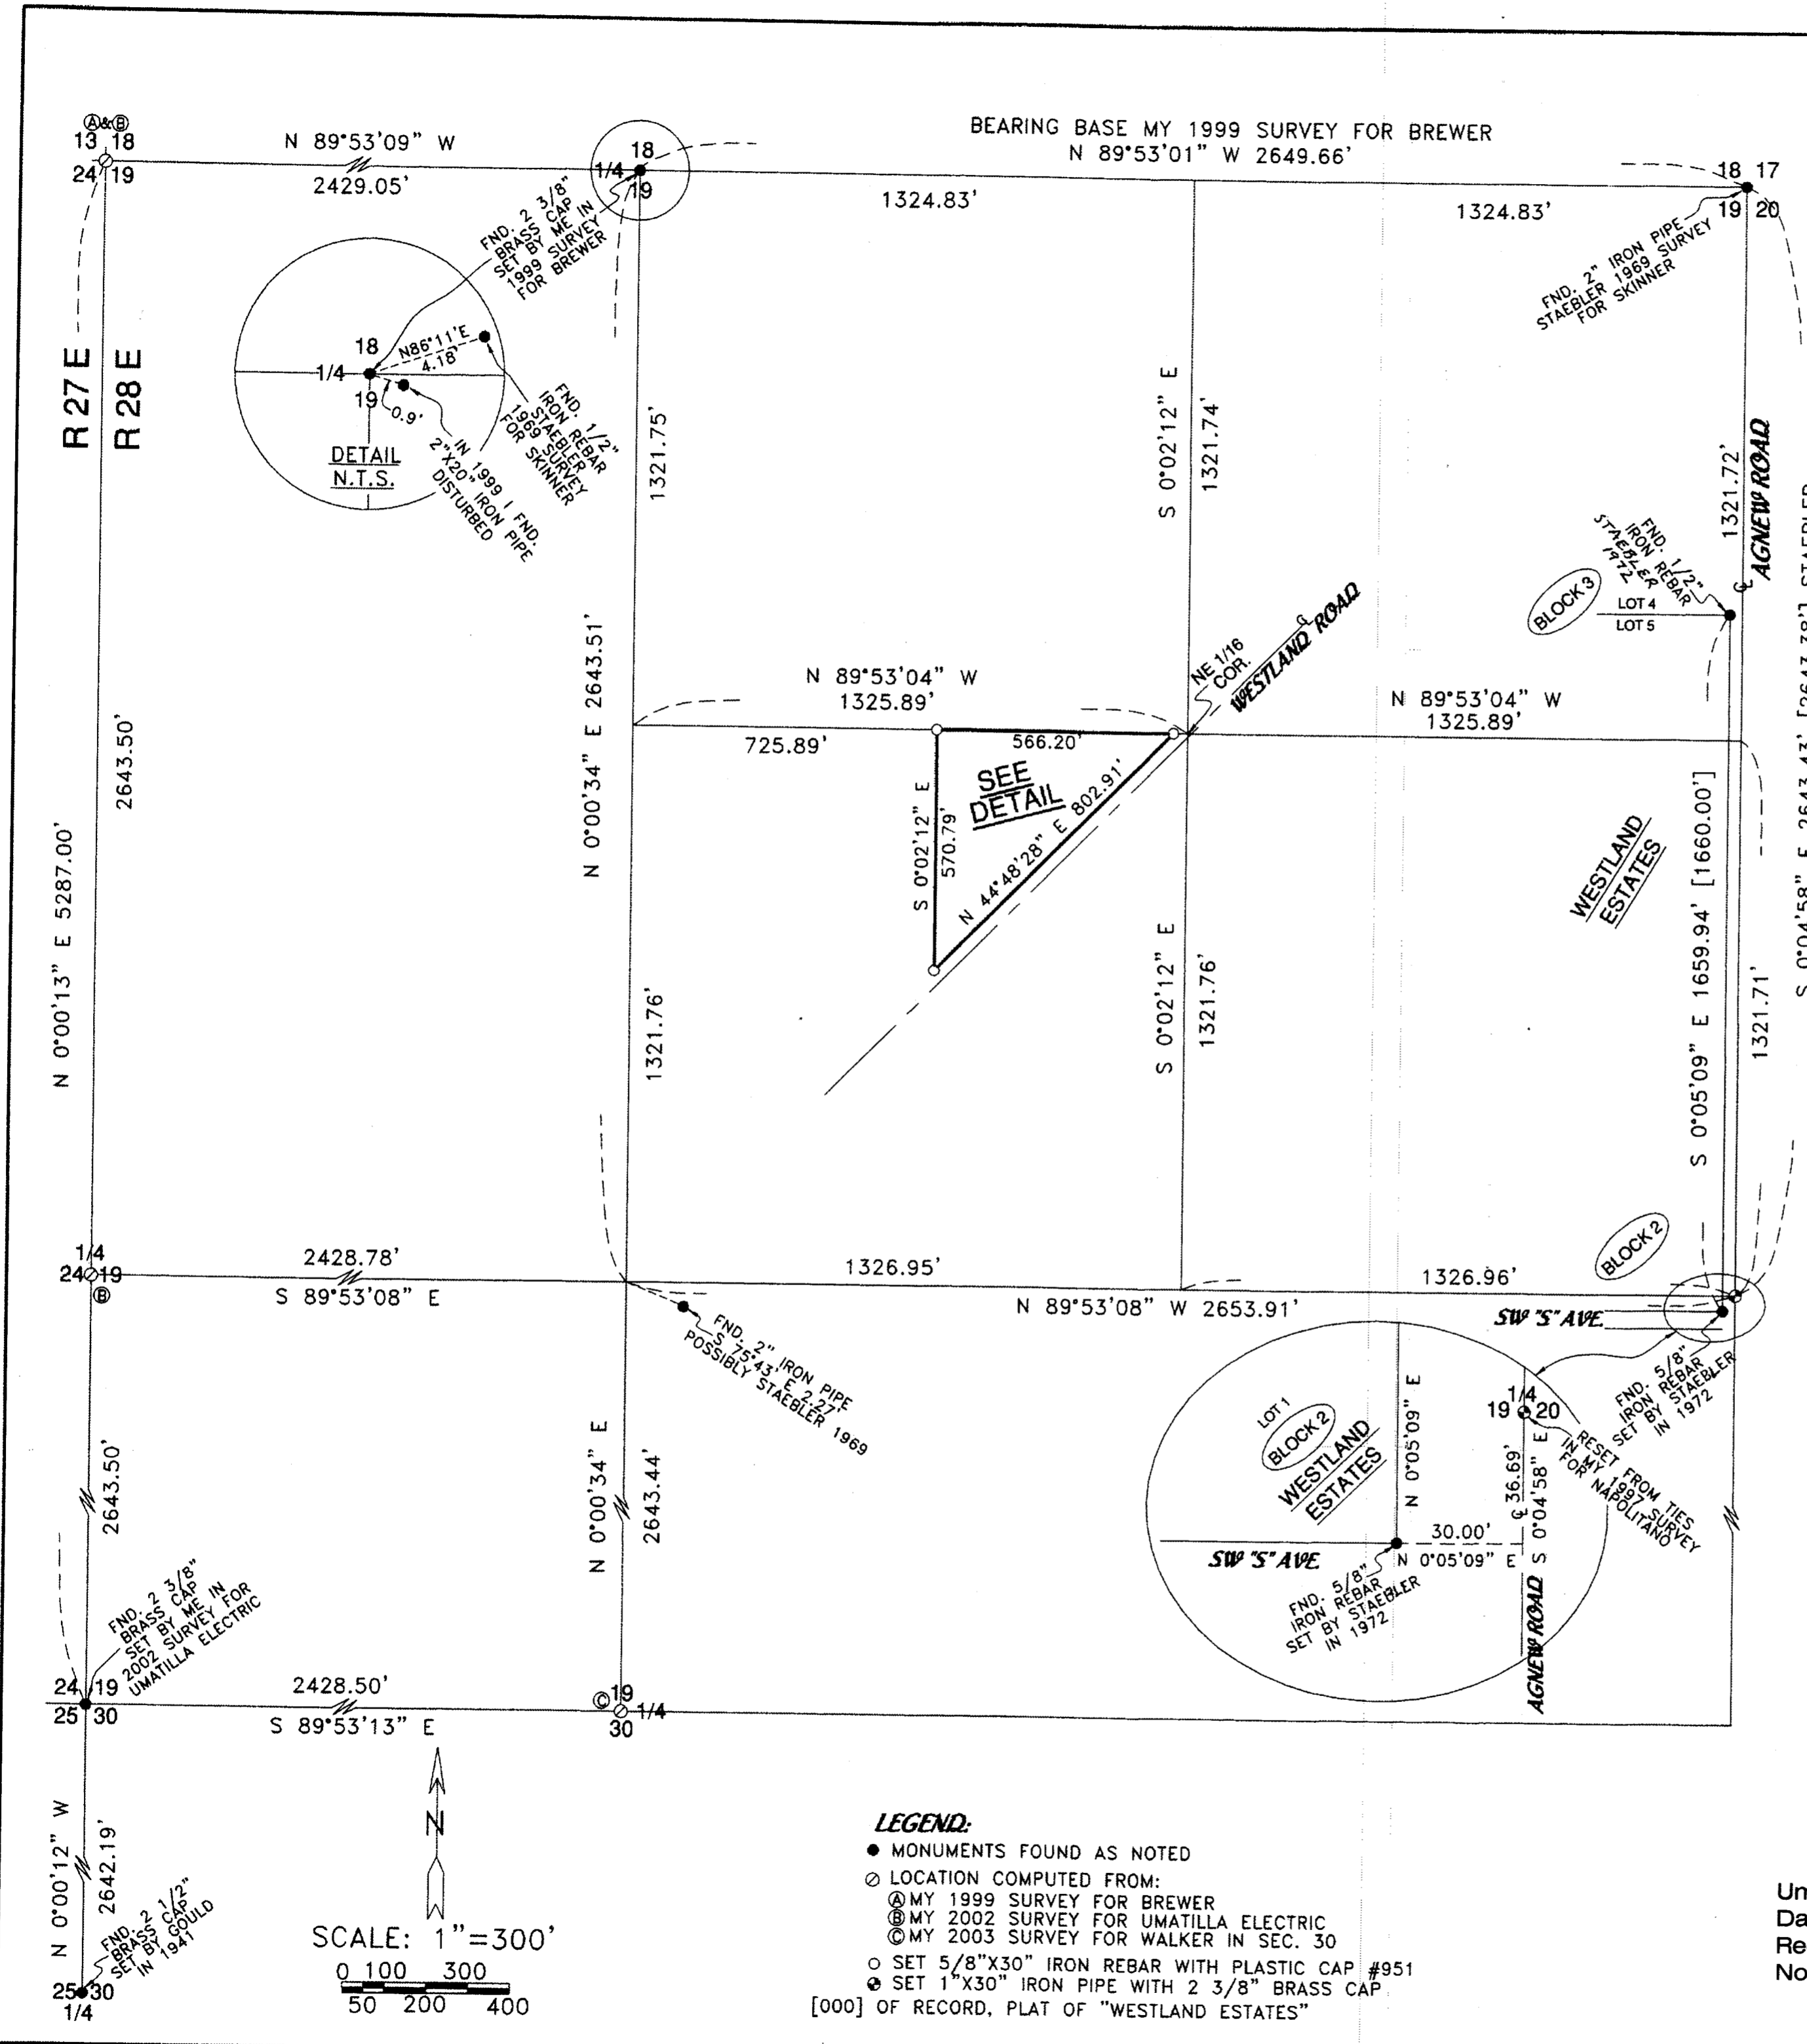 BEARING BASE MY 1999 SURVEY FOR BREWER
N 89°53'01" W 2649.66'
Ⓐ&Ⓑ
13 18
24 19
N 89°53'09" W
2429.05'
18
1/4
19
1324.83'
1324.83'
18 17
19 20
FND. 2 3/8"
BRASS CAP
SET BY ME IN
1999 SURVEY
FOR BREWER
FND. 2" IRON PIPE
STAEBLER 1969 SURVEY
FOR SKINNER
R 27 E
R 28 E
18
1/4
19
N86°11'E
4.18'
0.9'
DETAIL
N.T.S.
FND. 1/2"
IRON REBAR
STAEBLER
1969 SURVEY
FOR SKINNER
IN 1999 I FND.
2"X20" IRON PIPE
DISTURBED
1321.75'
S 0°02'12" E
1321.74'
1321.72'
AGNEW ROAD
FND. 1/2"
IRON REBAR
STAEBLER
1972
BLOCK 3
LOT 4
LOT 5
N 0°00'13" E 5287.00'
2643.50'
N 0°00'34" E 2643.51'
N 89°53'04" W
1325.89'
725.89'
566.20'
NE 1/16
COR.
WESTLAND ROAD
N 89°53'04" W
1325.89'
SEE
DETAIL
S 0°02'12" E
570.79'
N 44°48'28" E 802.91'
WESTLAND
ESTATES
S 0°05'09" E 1659.94' [1660.00']
S 0°04'58" E 2643.43' [2643.38'] STAEBLER
1321.76'
S 0°02'12" E
1321.76'
1321.71'
1/4
24 19
Ⓑ
2428.78'
S 89°53'08" E
1326.95'
1326.96'
N 89°53'08" W 2653.91'
BLOCK 2
SW "S" AVE.
FND. 2" IRON PIPE
S 75°43' E 2.27'
POSSIBLY STAEBLER 1969
FND. 5/8"
IRON REBAR
SET BY STAEBLER
IN 1972
LOT 1
BLOCK 2
WESTLAND
ESTATES
N 0°05'09" E
1/4
19 20
36.69'
S 0°04'58" E
RESET FROM TIES
IN MY 1997 SURVEY
FOR NAPOLITANO
30.00'
N 0°05'09" E
SW "S" AVE.
FND. 5/8"
IRON REBAR
SET BY STAEBLER
IN 1972
AGNEW ROAD
2643.50'
N 0°00'34" E
2643.44'
FND. 2 3/8"
BRASS CAP
SET BY ME IN
2002 SURVEY FOR
UMATILLA ELECTRIC
24 19
25 30
2428.50'
S 89°53'13" E
Ⓒ 19
1/4
30
N 0°00'12" W
2642.19'
FND. 2 1/2"
BRASS CAP
SET BY GOULD
IN 1941
25 30
1/4
N
SCALE: 1"=300'
0 100 300
50 200 400
LEGEND:
● MONUMENTS FOUND AS NOTED
⊘ LOCATION COMPUTED FROM:
Ⓐ MY 1999 SURVEY FOR BREWER
Ⓑ MY 2002 SURVEY FOR UMATILLA ELECTRIC
Ⓒ MY 2003 SURVEY FOR WALKER IN SEC. 30
○ SET 5/8"X30" IRON REBAR WITH PLASTIC CAP #951
SET 1"X30" IRON PIPE WITH 2 3/8" BRASS CAP
[000] OF RECORD, PLAT OF "WESTLAND ESTATES"
Um
Da
Re
No